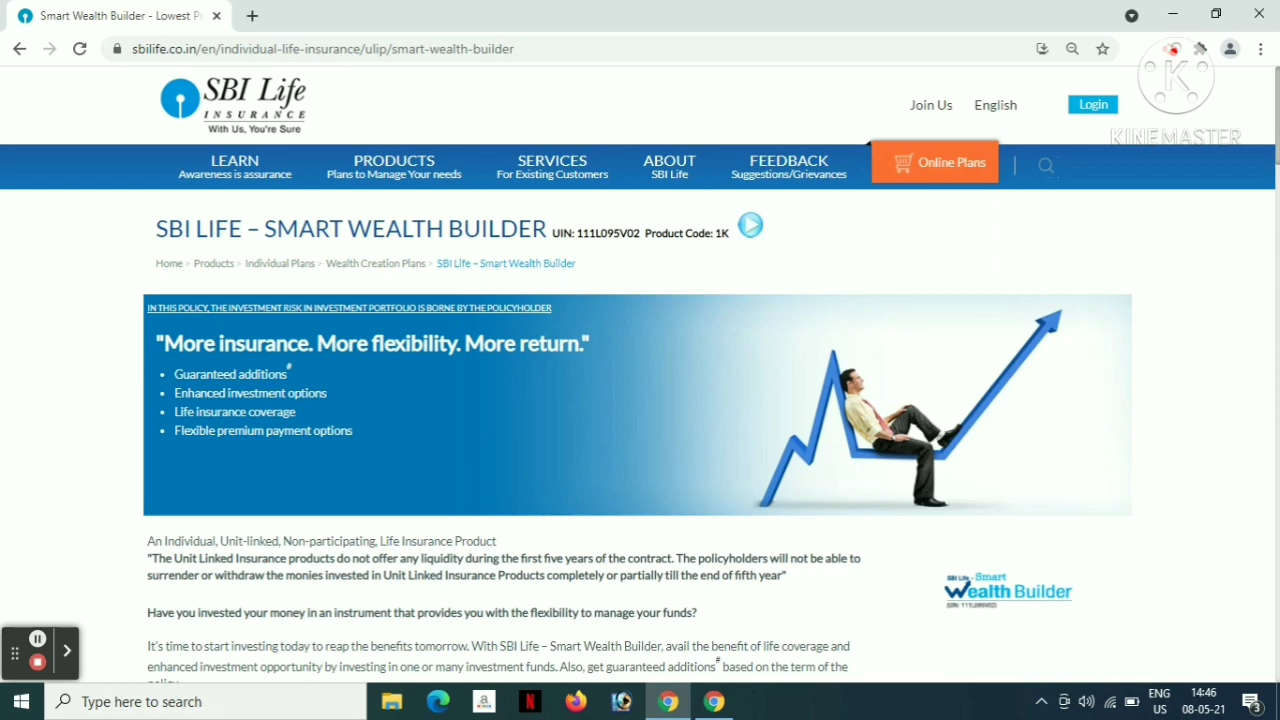 Smart Wealth Builder - Lowest Pr
sbilife.co.in/en/individual-life-insurance/ulip/smart-wealth-builder
K
KINEMASTER
SBI Life
INSURANCE
With Us, You're Sure
Join Us English Login
LEARN PRODUCTS SERVICES ABOUT FEEDBACK Online Plans
Awareness is assurance Plans to Manage Your needs For Existing Customers SBI Life Suggestions/Grievances
SBI LIFE – SMART WEALTH BUILDER UIN: 111L095V02 Product Code: 1K
Home > Products > Individual Plans > Wealth Creation Plans > SBI Life – Smart Wealth Builder
IN THIS POLICY, THE INVESTMENT RISK IN INVESTMENT PORTFOLIO IS BORNE BY THE POLICYHOLDER
"More insurance. More flexibility. More return."
• Guaranteed additions#
• Enhanced investment options
• Life insurance coverage
• Flexible premium payment options
An Individual, Unit-linked, Non-participating, Life Insurance Product
"The Unit Linked Insurance products do not offer any liquidity during the first five years of the contract. The policyholders will not be able to
surrender or withdraw the monies invested in Unit Linked Insurance Products completely or partially till the end of fifth year"
SBI Life - Smart
Wealth Builder
(UIN: 111L095V02)
Have you invested your money in an instrument that provides you with the flexibility to manage your funds?
It's time to start investing today to reap the benefits tomorrow. With SBI Life – Smart Wealth Builder, avail the benefit of life coverage and
enhanced investment opportunity by investing in one or many investment funds. Also, get guaranteed additions# based on the term of the
policy.
Type here to search
a
N
ENG
US
14:46
08-05-21
3